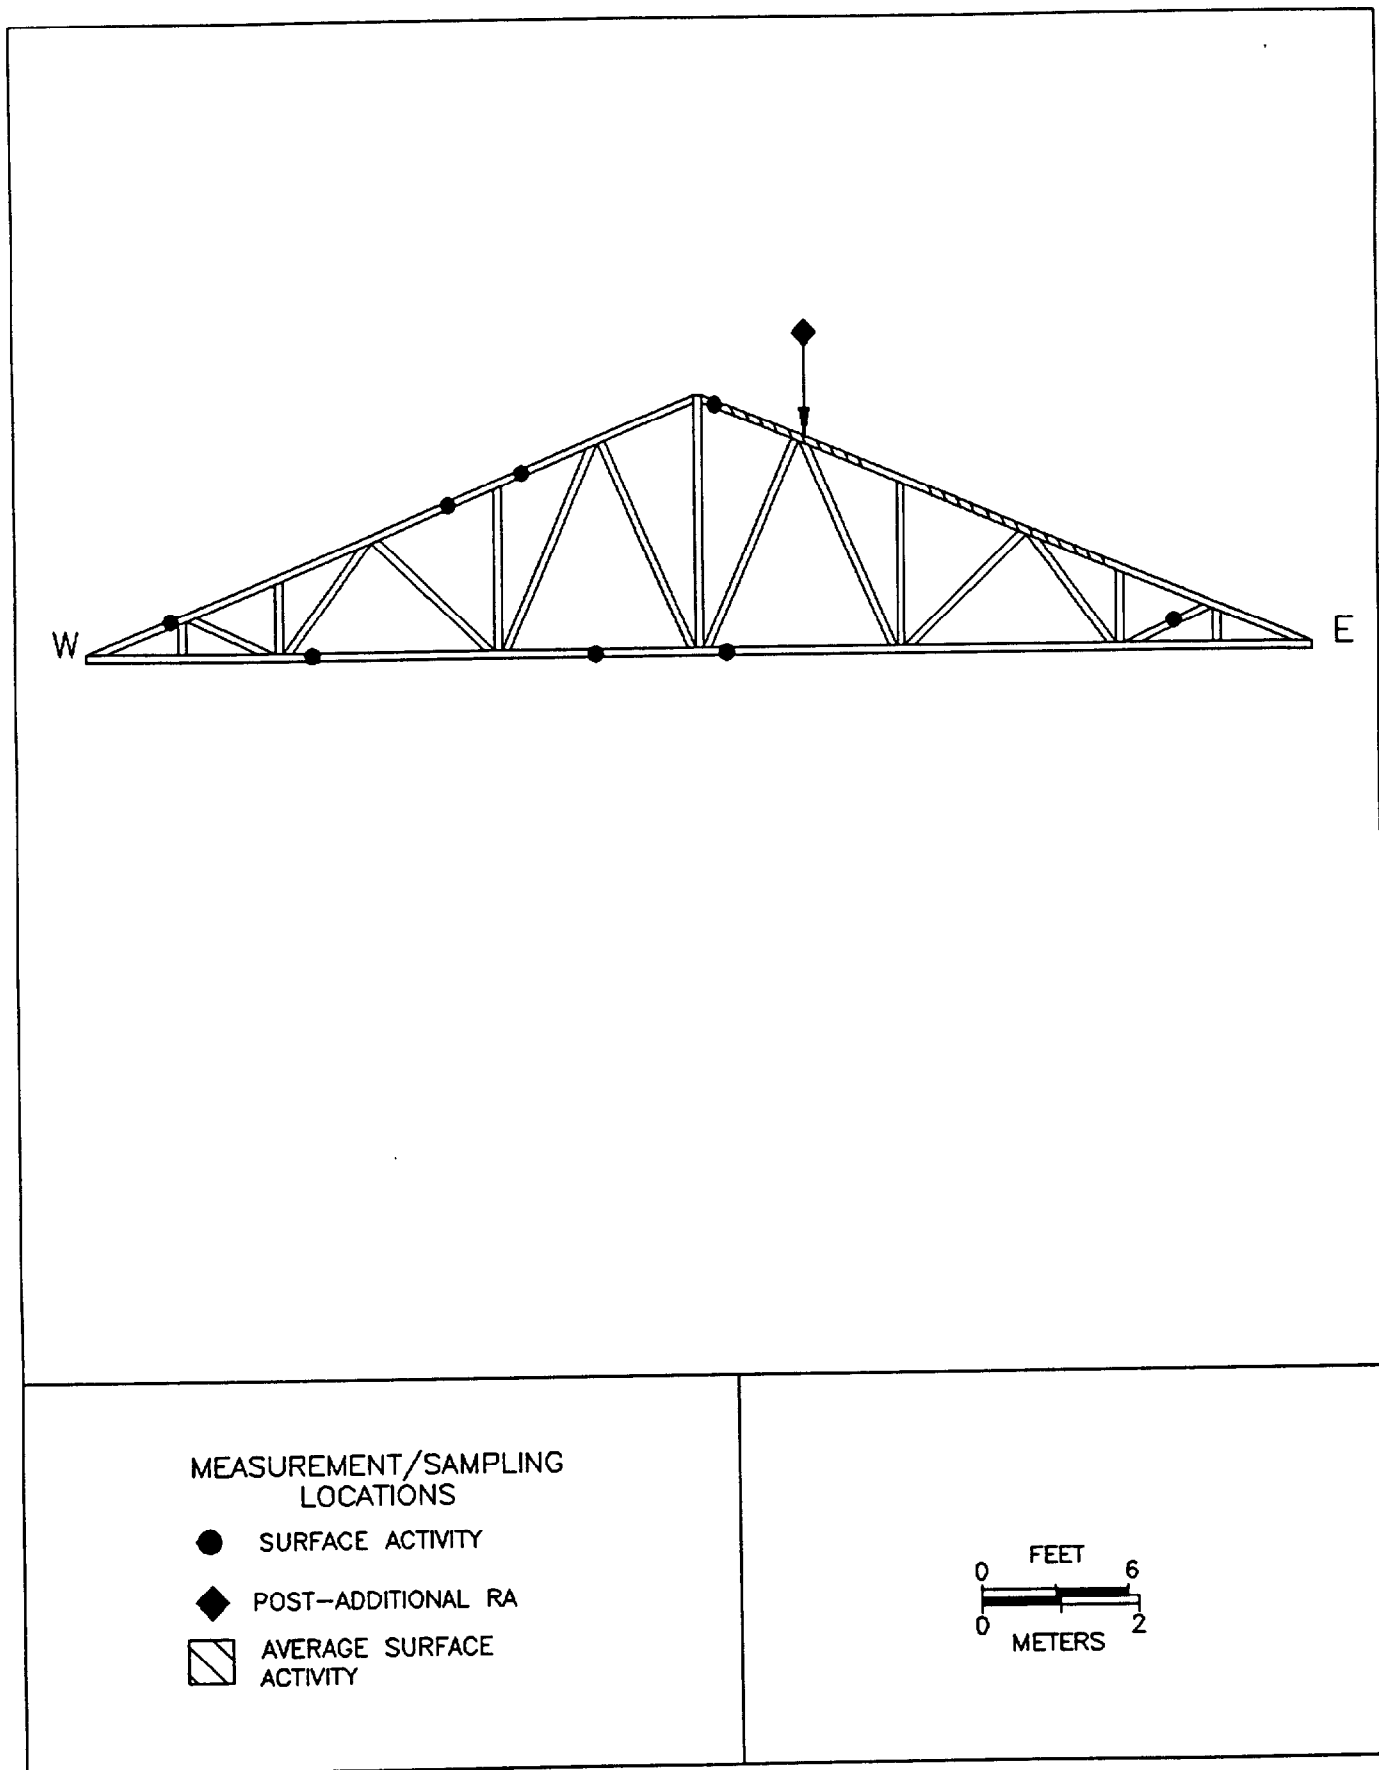 W
E
MEASUREMENT/SAMPLING
LOCATIONS
SURFACE ACTIVITY
POST-ADDITIONAL RA
AVERAGE SURFACE
ACTIVITY
FEET
0 6
0 2
METERS